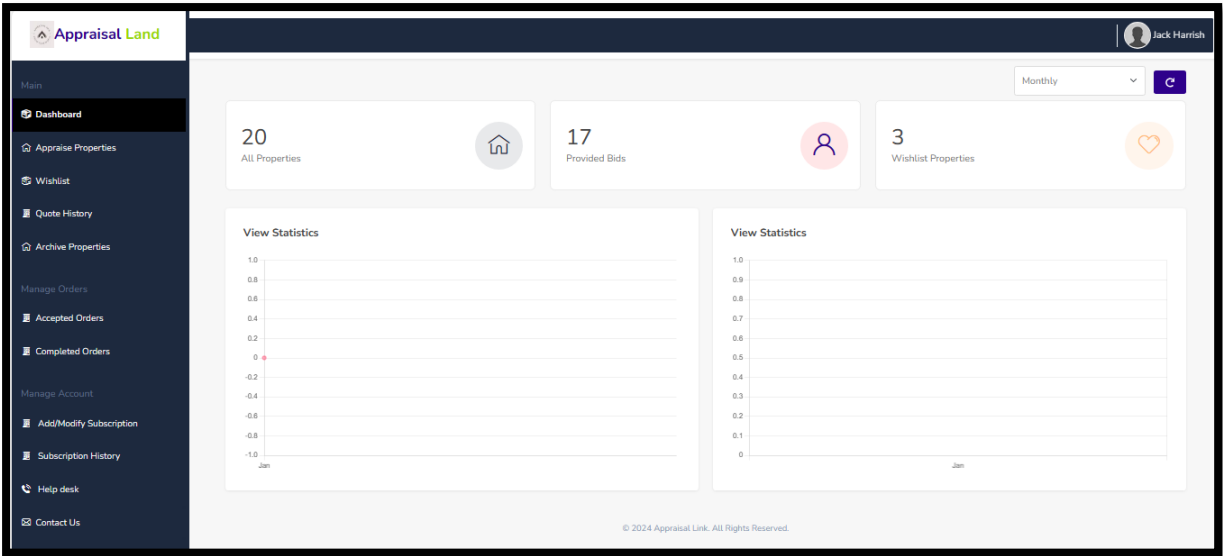 Appraisal Land
Jack Harrish
Main
Dashboard
Appraise Properties
Wishlist
Quote History
Archive Properties
Manage Orders
Accepted Orders
Completed Orders
Manage Account
Add/Modify Subscription
Subscription History
Help desk
Contact Us
Monthly
20
All Properties
17
Provided Bids
3
Wishlist Properties
View Statistics
1.0
0.8
0.6
0.4
0.2
0
-0.2
-0.4
-0.6
-0.8
-1.0
Jan
View Statistics
1.0
0.9
0.8
0.7
0.6
0.5
0.4
0.3
0.2
0.1
0
Jan
© 2024 Appraisal Link. All Rights Reserved.